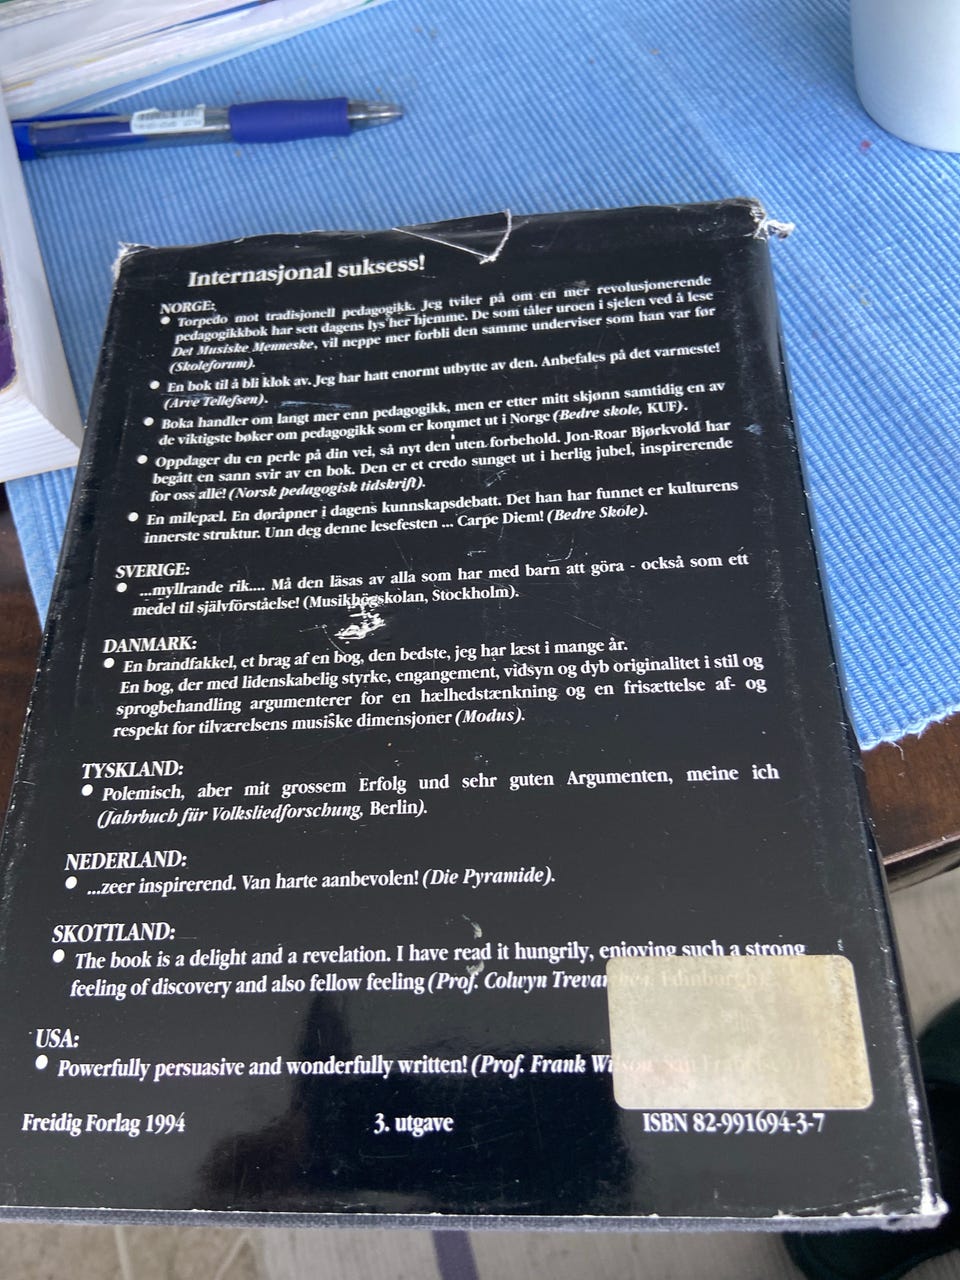 Internasjonal suksess!
NORGE:
• Torpedo mot tradisjonell pedagogikk. Jeg tviler på om en mer revolusjonerende
pedagogikkbok har sett dagens lys her hjemme. De som tåler uroen i sjelen ved å lese
Det Musiske Menneske, vil neppe mer forbli den samme underviser som han var før
(Skoleforum).
• En bok til å bli klok av. Jeg har hatt enormt utbytte av den. Anbefales på det varmeste!
(Arve Tellefsen).
• Boka handler om langt mer enn pedagogikk, men er etter mitt skjønn samtidig en av
de viktigste bøker om pedagogikk som er kommet ut i Norge (Bedre skole, KUF).
• Oppdager du en perle på din vei, så nyt den uten forbehold. Jon-Roar Bjørkvold har
begått en sann svir av en bok. Den er et credo sunget ut i herlig jubel, inspirerende
for oss alle! (Norsk pedagogisk tidskrift).
• En milepæl. En døråpner i dagens kunnskapsdebatt. Det han har funnet er kulturens
innerste struktur. Unn deg denne lesefesten ... Carpe Diem! (Bedre Skole).
SVERIGE:
• ...myllrande rik.... Må den läsas av alla som har med barn att göra - också som ett
medel til självförståelse! (Musikhögskolan, Stockholm).
DANMARK:
• En brandfakkel, et brag af en bog, den bedste, jeg har læst i mange år.
En bog, der med lidenskabelig styrke, engangement, vidsyn og dyb originalitet i stil og
sprogbehandling argumenterer for en hælhedstænkning og en frisættelse af- og
respekt for tilværelsens musiske dimensjoner (Modus).
TYSKLAND:
• Polemisch, aber mit grossem Erfolg und sehr guten Argumenten, meine ich
(Jahrbuch für Volksliedforschung, Berlin).
NEDERLAND:
• ...zeer inspirerend. Van harte aanbevolen! (Die Pyramide).
SKOTTLAND:
• The book is a delight and a revelation. I have read it hungrily, enjoying such a strong
feeling of discovery and also fellow feeling (Prof. Colwyn Trevarthen, Edinburgh).
USA:
• Powerfully persuasive and wonderfully written! (Prof. Frank Wilson, San
Freidig Forlag 1994 3. utgave ISBN 82-991694-3-7